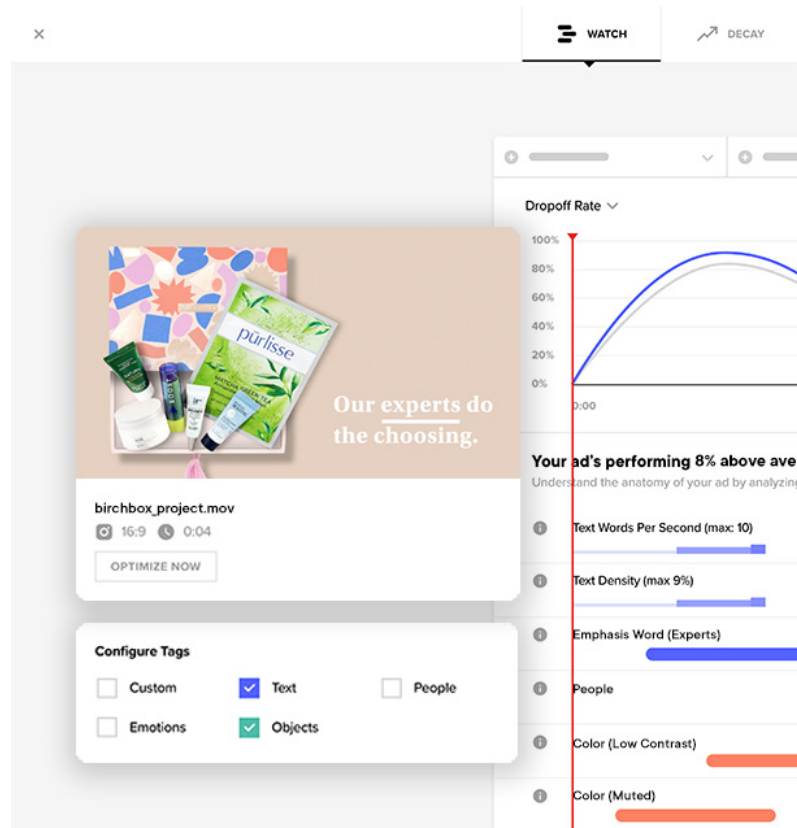 WATCH
DECAY
Dropoff Rate
100%
80%
60%
40%
20%
0%
0:00
pūrlisse
MATCHA GREEN TEA
Our experts do
the choosing.
birchbox_project.mov
16:9 0:04
OPTIMIZE NOW
Configure Tags
Custom Text People
Emotions Objects
Your ad's performing 8% above ave
Understand the anatomy of your ad by analyzing
Text Words Per Second (max: 10)
Text Density (max 9%)
Emphasis Word (Experts)
People
Color (Low Contrast)
Color (Muted)